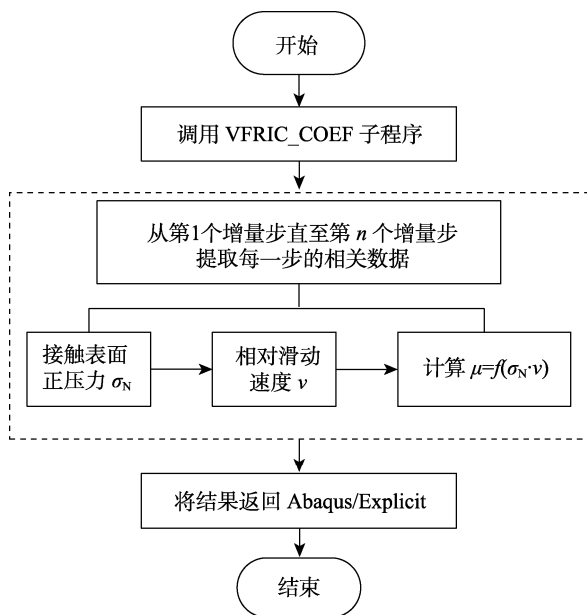 开始
调用 VFRIC_COEF 子程序
从第1个增量步直至第 n 个增量步
提取每一步的相关数据
接触表面
正压力 σN
相对滑动
速度 v
计算 μ=f(σN·v)
将结果返回 Abaqus/Explicit
结束